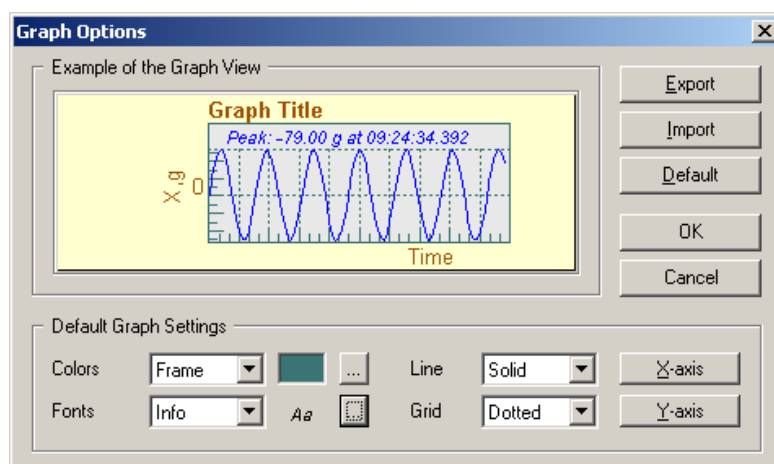 Graph Options
Example of the Graph View
Graph Title
Peak: -79.00 g at 09:24:34.392
X,g
0
Time
Export
Import
Default
OK
Cancel
Default Graph Settings
Colors Frame ... Line Solid X-axis
Fonts Info Aa Grid Dotted Y-axis